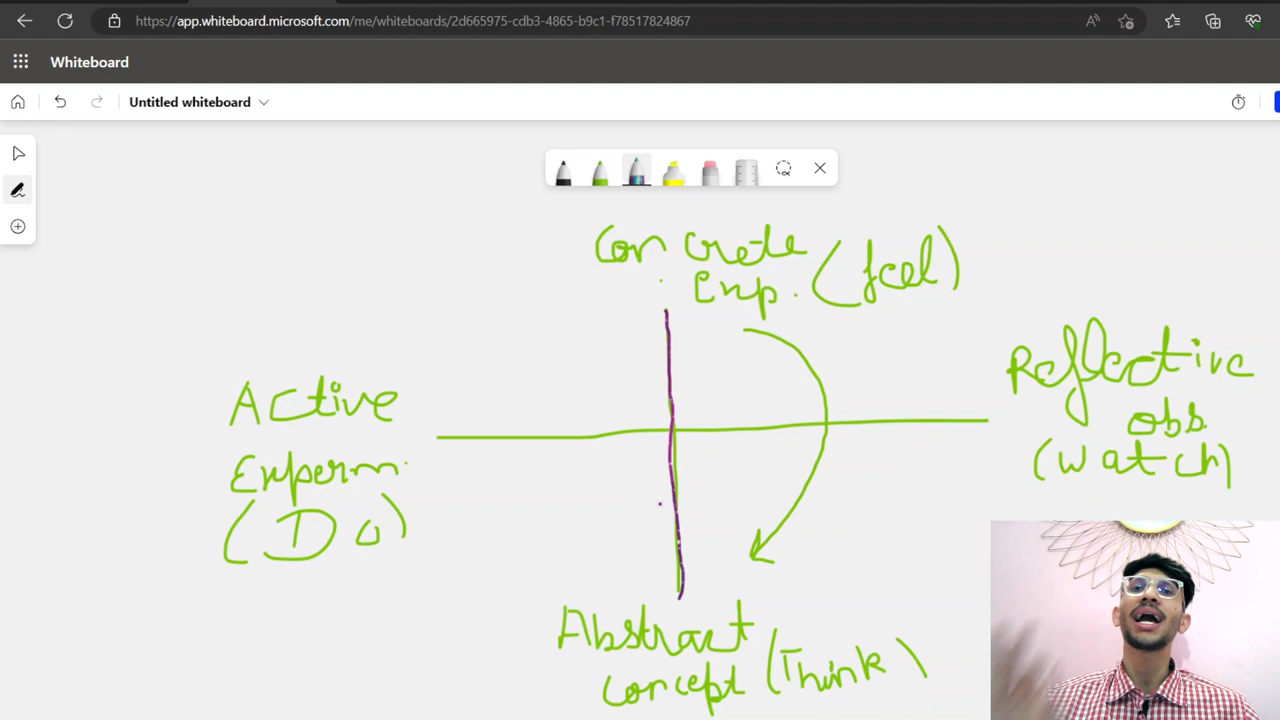 https://app.whiteboard.microsoft.com/me/whiteboards/2d665975-cdb3-4865-b9c1-f78517824867
Whiteboard
Untitled whiteboard
Concrete
Exp. (feel)
Reflective
obs.
(watch)
Active
Experm.
(Do)
Abstract
concept (Think)